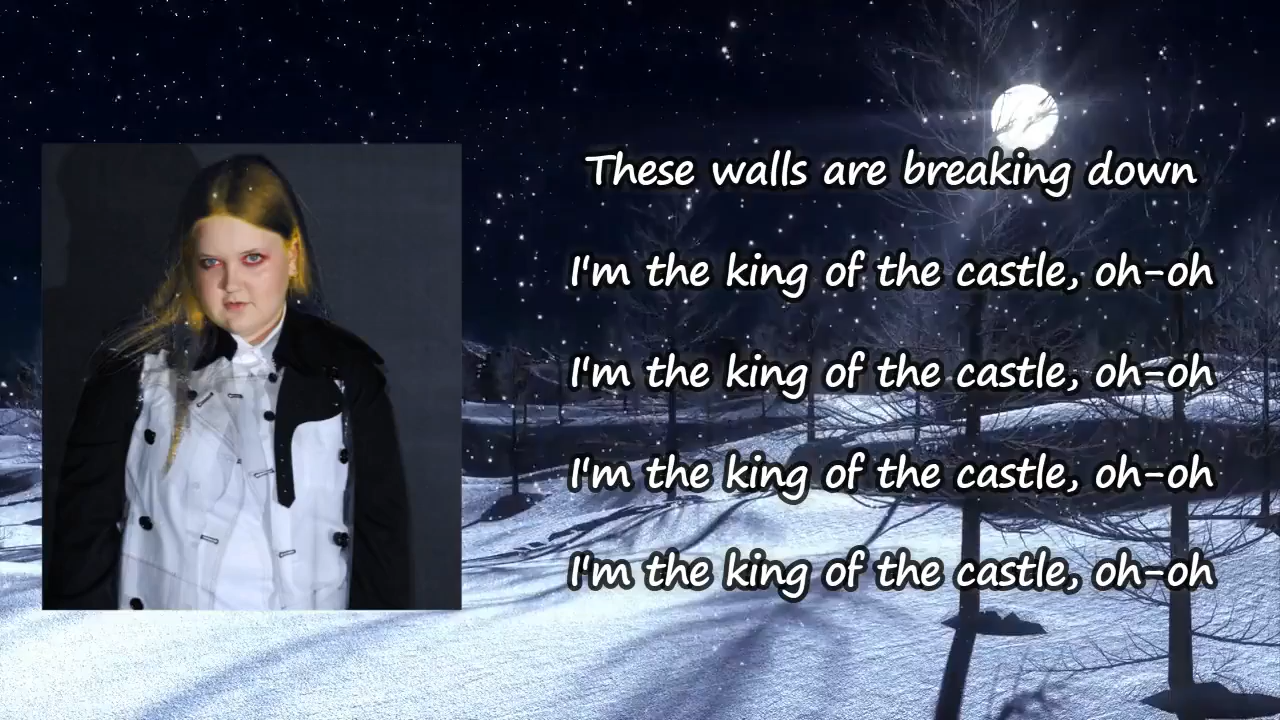 These walls are breaking down
I'm the king of the castle, oh-oh
I'm the king of the castle, oh-oh
I'm the king of the castle, oh-oh
I'm the king of the castle, oh-oh